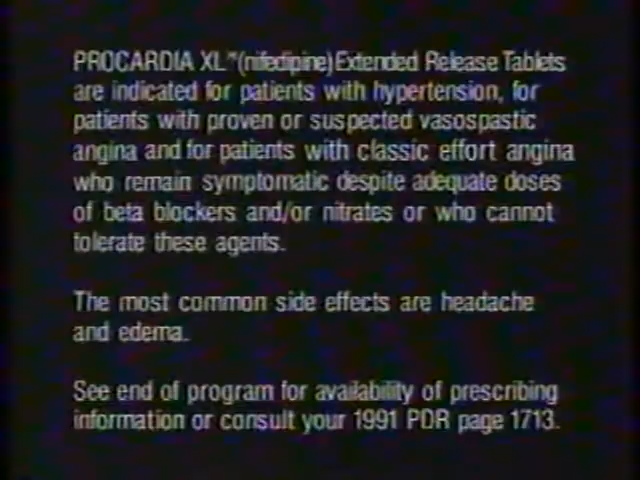 PROCARDIA XL™(nifedipine)Extended Release Tablets
are indicated for patients with hypertension, for
patients with proven or suspected vasospastic
angina and for patients with classic effort angina
who remain symptomatic despite adequate doses
of beta blockers and/or nitrates or who cannot
tolerate these agents.
The most common side effects are headache
and edema.
See end of program for availability of prescribing
information or consult your 1991 PDR page 1713.